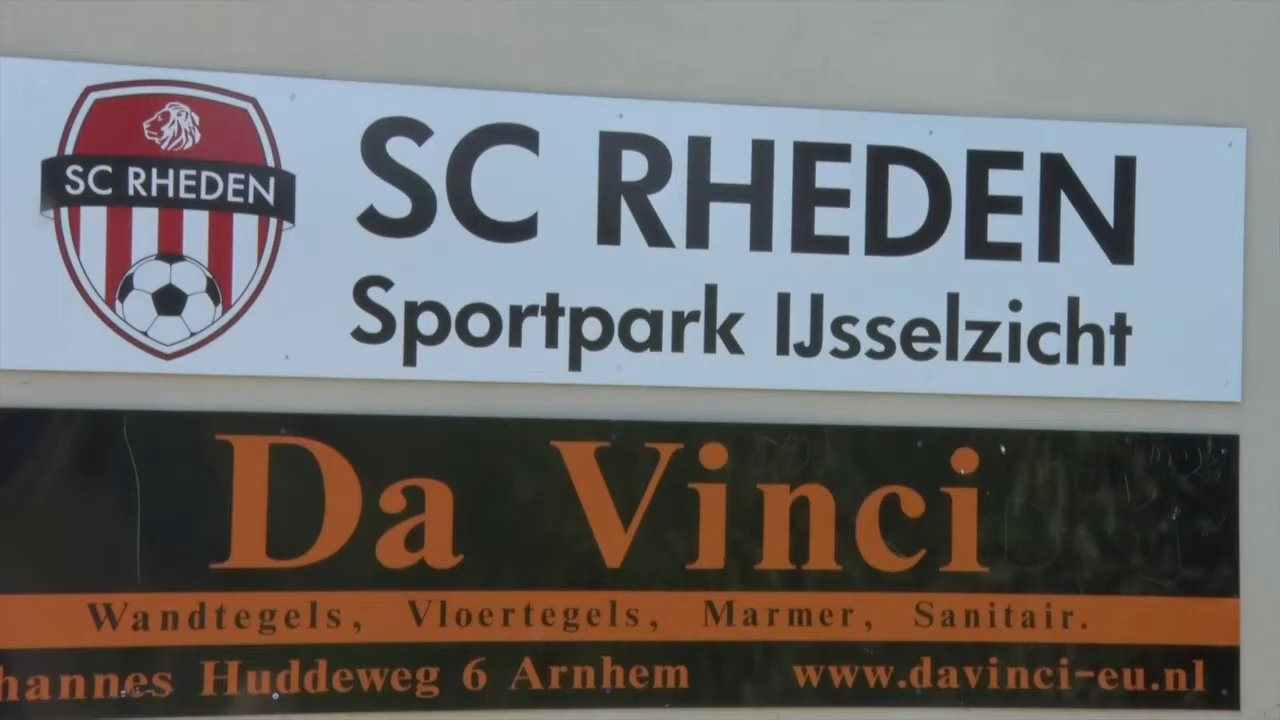 SC RHEDEN
SC RHEDEN
Sportpark IJsselzicht
Da Vinci
Wandtegels, Vloertegels, Marmer, Sanitair.
hannes Huddeweg 6 Arnhem www.davinci-eu.nl